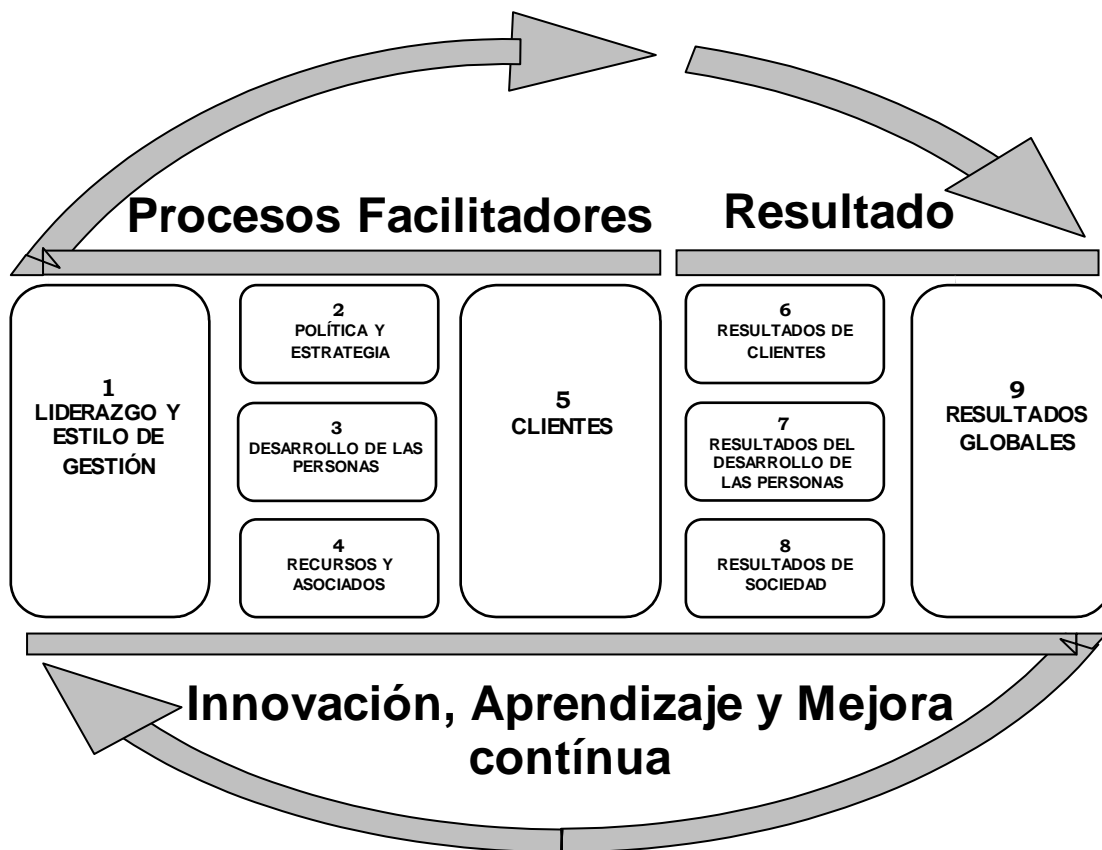 Procesos Facilitadores
Resultado
1
LIDERAZGO Y
ESTILO DE
GESTIÓN
2
POLÍTICA Y
ESTRATEGIA
3
DESARROLLO DE LAS
PERSONAS
4
RECURSOS Y
ASOCIADOS
5
CLIENTES
6
RESULTADOS DE
CLIENTES
7
RESULTADOS DEL
DESARROLLO DE
LAS PERSONAS
8
RESULTADOS DE
SOCIEDAD
9
RESULTADOS
GLOBALES
Innovación, Aprendizaje y Mejora
contínua